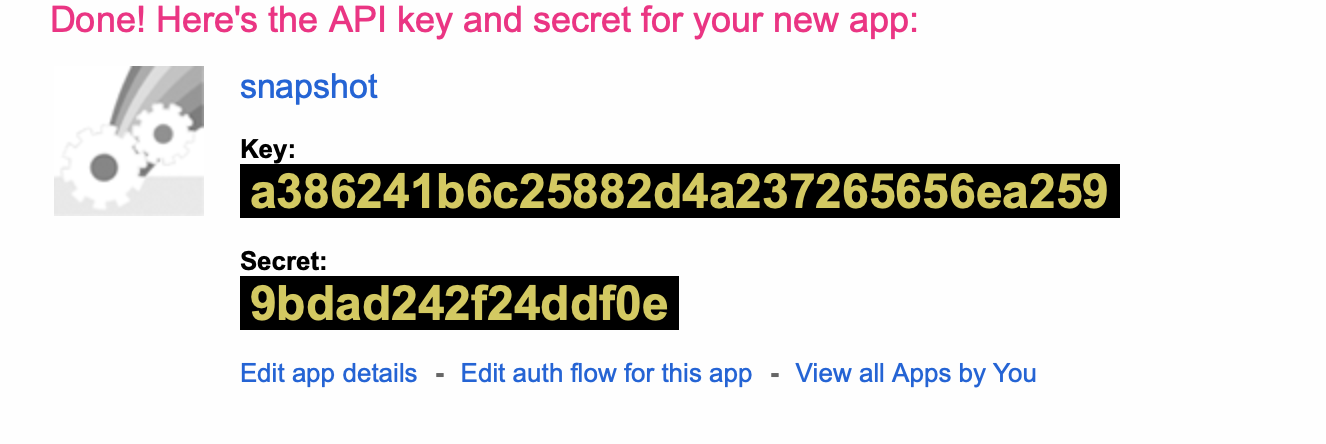 Done! Here's the API key and secret for your new app:
snapshot
Key:
a386241b6c25882d4a237265656ea259
Secret:
9bdad242f24ddf0e
Edit app details - Edit auth flow for this app - View all Apps by You